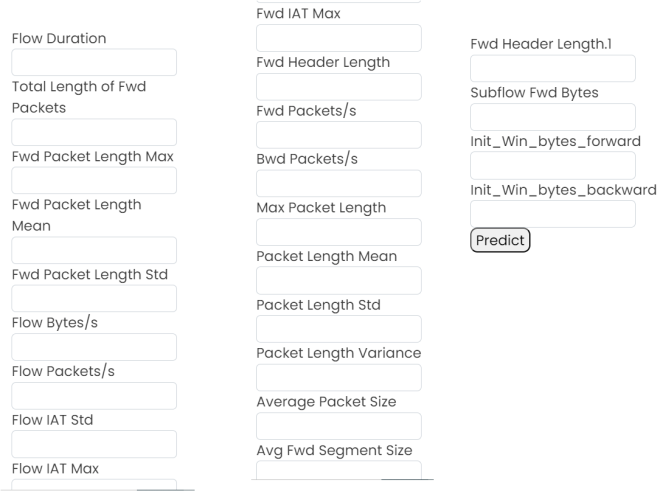 Flow Duration
Total Length of Fwd
Packets
Fwd Packet Length Max
Fwd Packet Length
Mean
Fwd Packet Length Std
Flow Bytes/s
Flow Packets/s
Flow IAT Std
Flow IAT Max
Fwd IAT Max
Fwd Header Length
Fwd Packets/s
Bwd Packets/s
Max Packet Length
Packet Length Mean
Packet Length Std
Packet Length Variance
Average Packet Size
Avg Fwd Segment Size
Fwd Header Length.1
Subflow Fwd Bytes
Init_Win_bytes_forward
Init_Win_bytes_backward
Predict